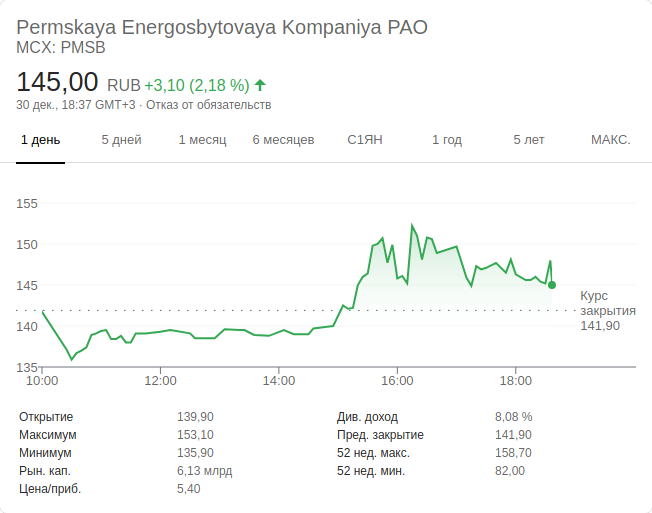 Permskaya Energosbytovaya Kompaniya PAO
MCX: PMSB
145,00 RUB +3,10 (2,18 %) ↑
30 дек., 18:37 GMT+3 · Отказ от обязательств
1 день 5 дней 1 месяц 6 месяцев С1ЯН 1 год 5 лет МАКС.
155
150
145
140
135
Курс
закрытия
141,90
10:00 12:00 14:00 16:00 18:00
Открытие 139,90 Див. доход 8,08 %
Максимум 153,10 Пред. закрытие 141,90
Минимум 135,90 52 нед. макс. 158,70
Рын. кап. 6,13 млрд 52 нед. мин. 82,00
Цена/приб. 5,40